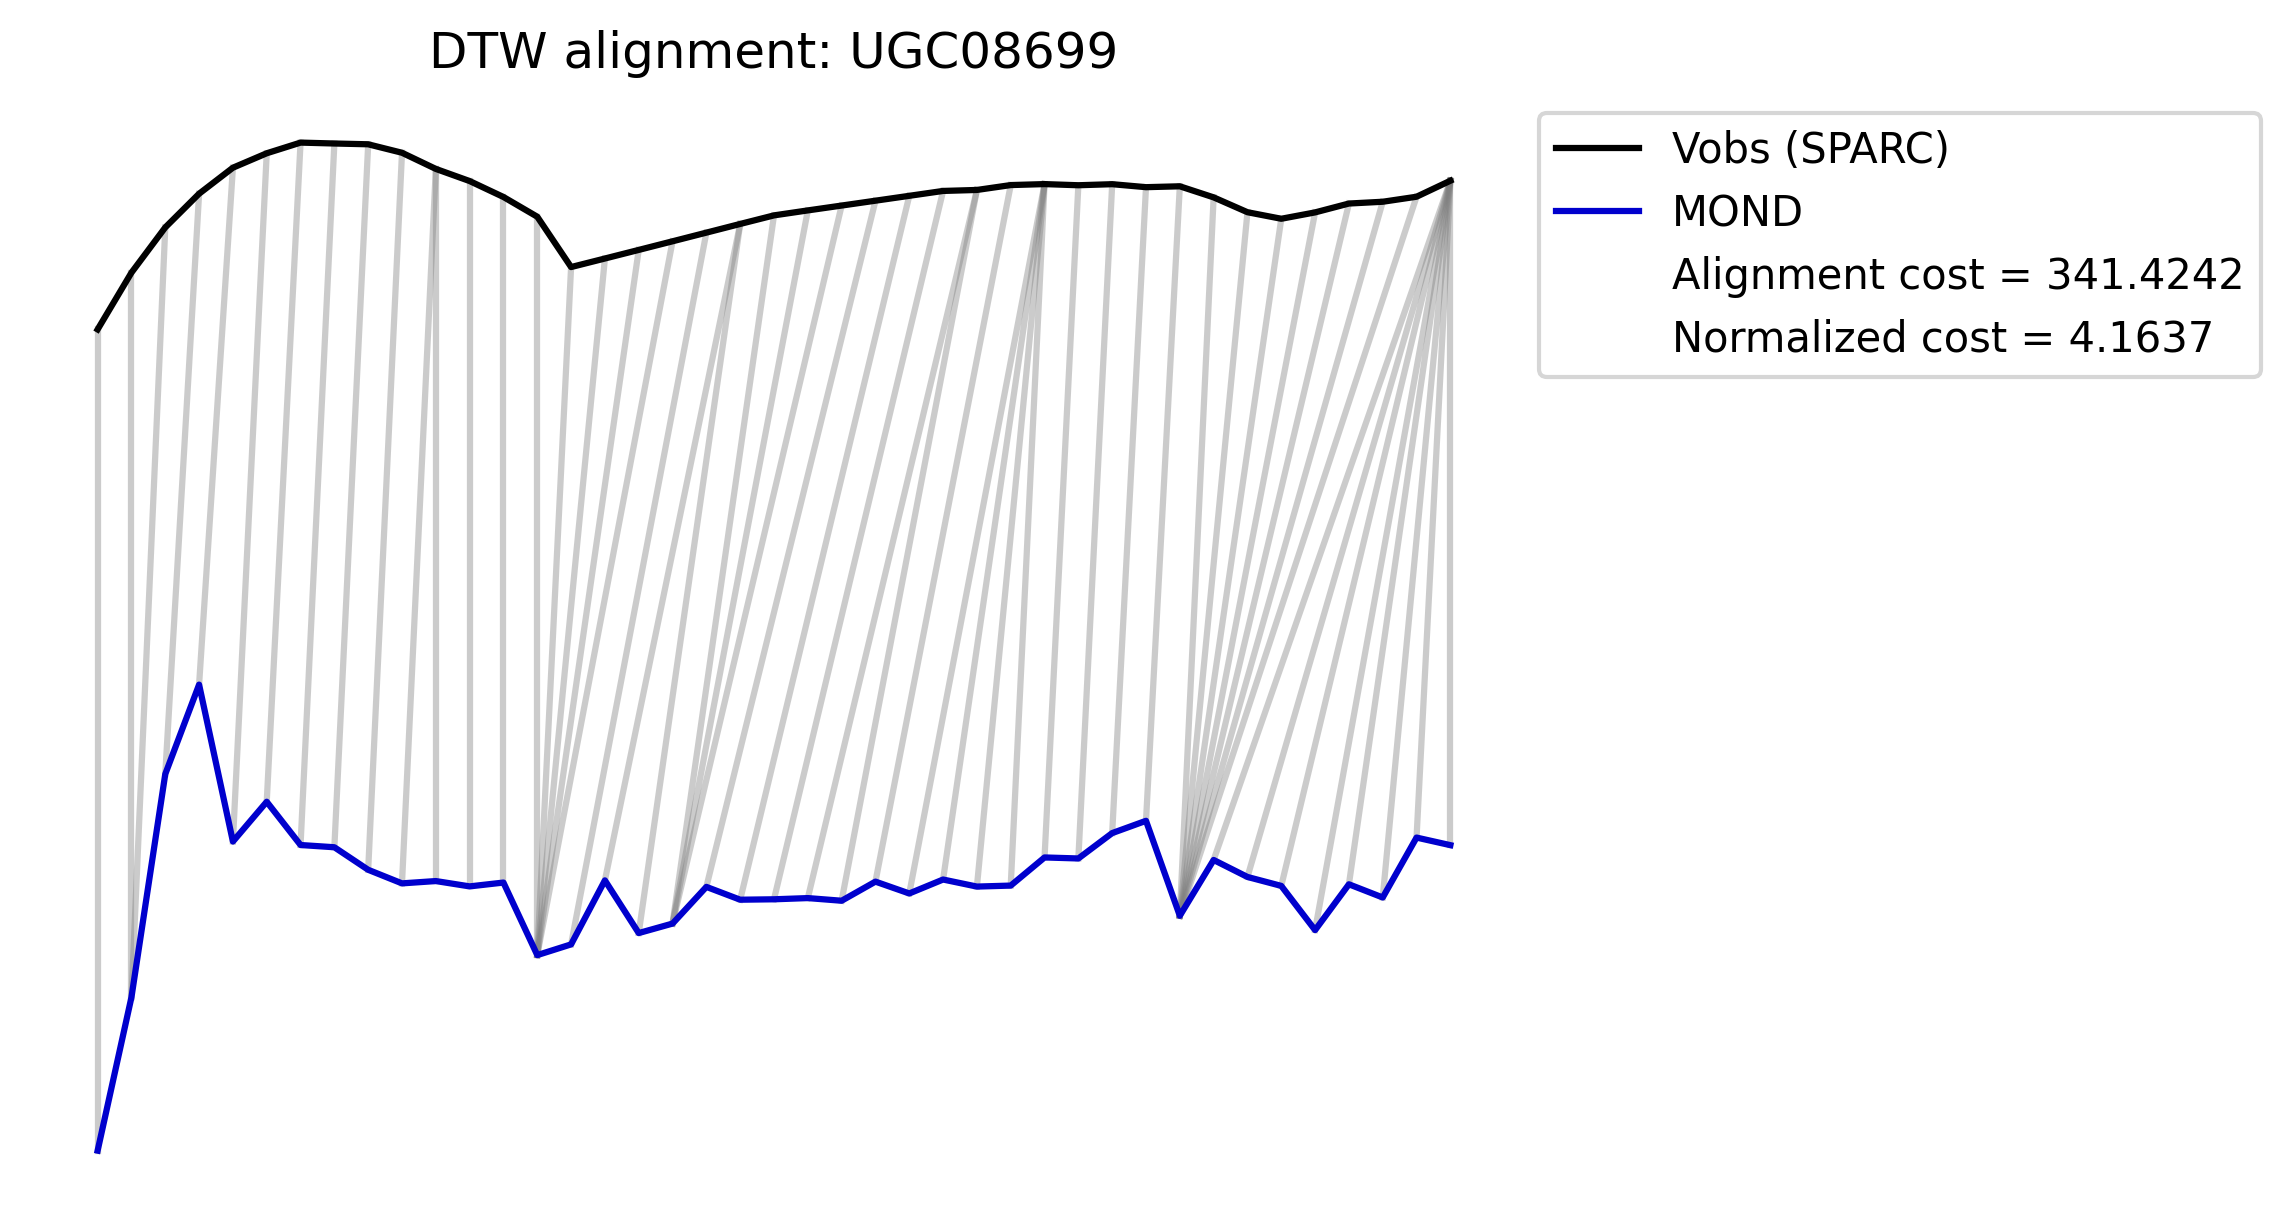 DTW alignment: UGC08699
Vobs (SPARC)
MOND
Alignment cost = 341.4242
Normalized cost = 4.1637